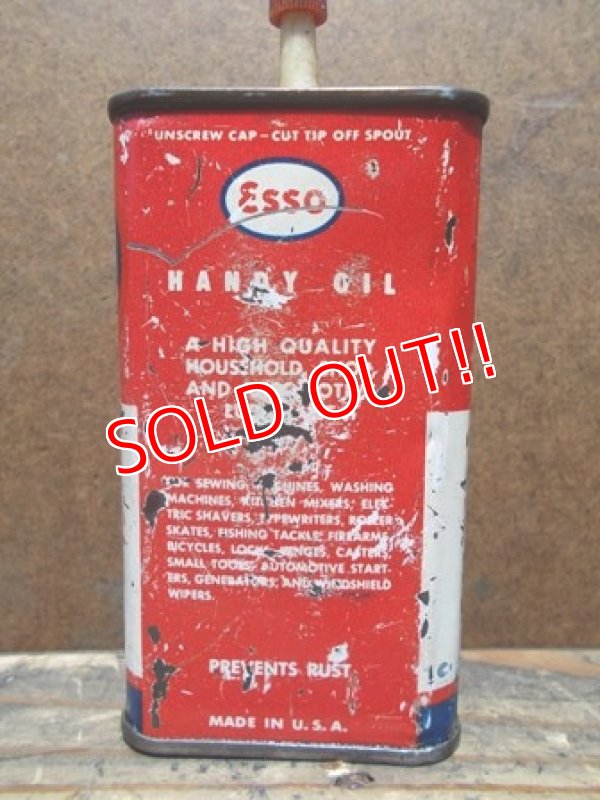 UNSCREW CAP - CUT TIP OFF SPOUT
Esso
HANDY OIL
A HIGH QUALITY
HOUSEHOLD,
AND
SOLD OUT!!
SEWING MACHINES, WASHING
MACHINES, KITCHEN MIXERS, ELEC-
TRIC SHAVERS, TYPEWRITERS, ROLLER
SKATES, FISHING TACKLE, FIREARMS,
BICYCLES, LOCKS, HINGES, CASTERS,
SMALL TOOLS, AUTOMOTIVE START-
ERS, GENERATORS, AND WINDSHIELD
WIPERS.
PREVENTS RUST
MADE IN U.S.A.